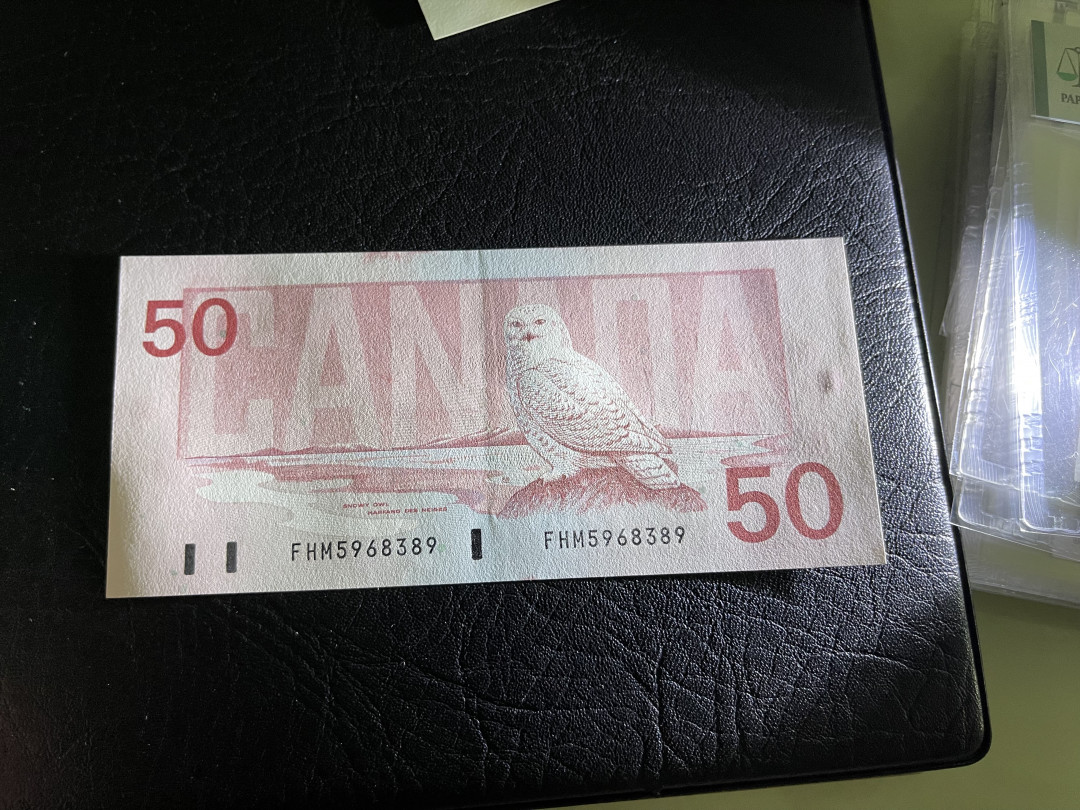 50
CANADA
SNOWY OWL
HARFANG DES NEIGES
50
FHM5968389
FHM5968389